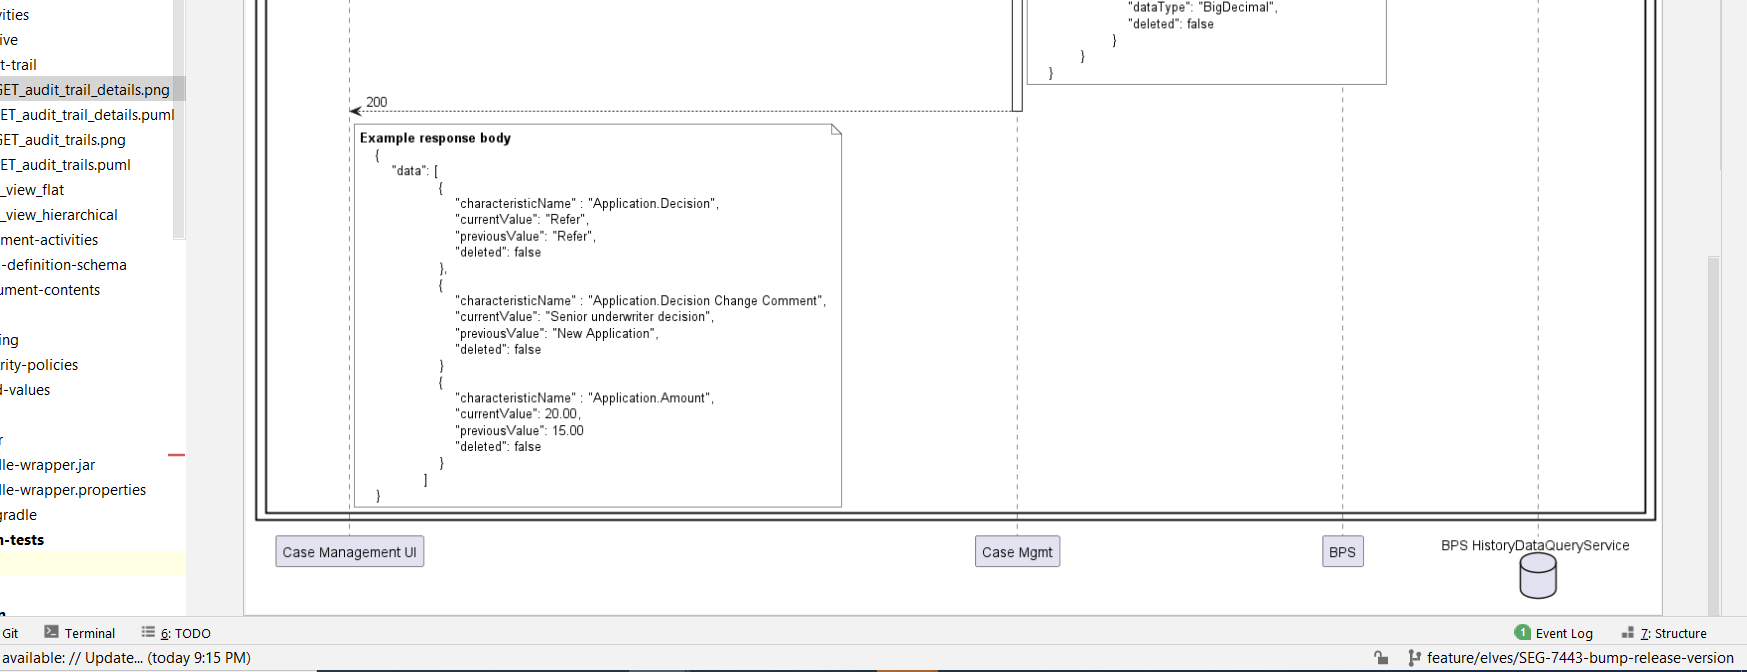 vities
ive
t-trail
GET_audit_trail_details.png
ET_audit_trail_details.puml
GET_audit_trails.png
ET_audit_trails.puml
_view_flat
_view_hierarchical
ment-activities
-definition-schema
ument-contents
ing
rity-policies
d-values
r
lle-wrapper.jar
lle-wrapper.properties
gradle
n-tests
"dataType": "BigDecimal",
"deleted": false
}
}
}
200
Example response body
{
"data": [
{
"characteristicName" : "Application.Decision",
"currentValue": "Refer",
"previousValue": "Refer",
"deleted": false
},
{
"characteristicName" : "Application.Decision Change Comment",
"currentValue": "Senior underwriter decision",
"previousValue": "New Application",
"deleted": false
}
{
"characteristicName" : "Application.Amount",
"currentValue": 20.00,
"previousValue": 15.00
"deleted": false
}
]
}
Case Management UI
Case Mgmt
BPS
BPS HistoryDataQueryService
Git
Terminal
6: TODO
1 Event Log
7: Structure
available: // Update... (today 9:15 PM)
feature/elves/SEG-7443-bump-release-version